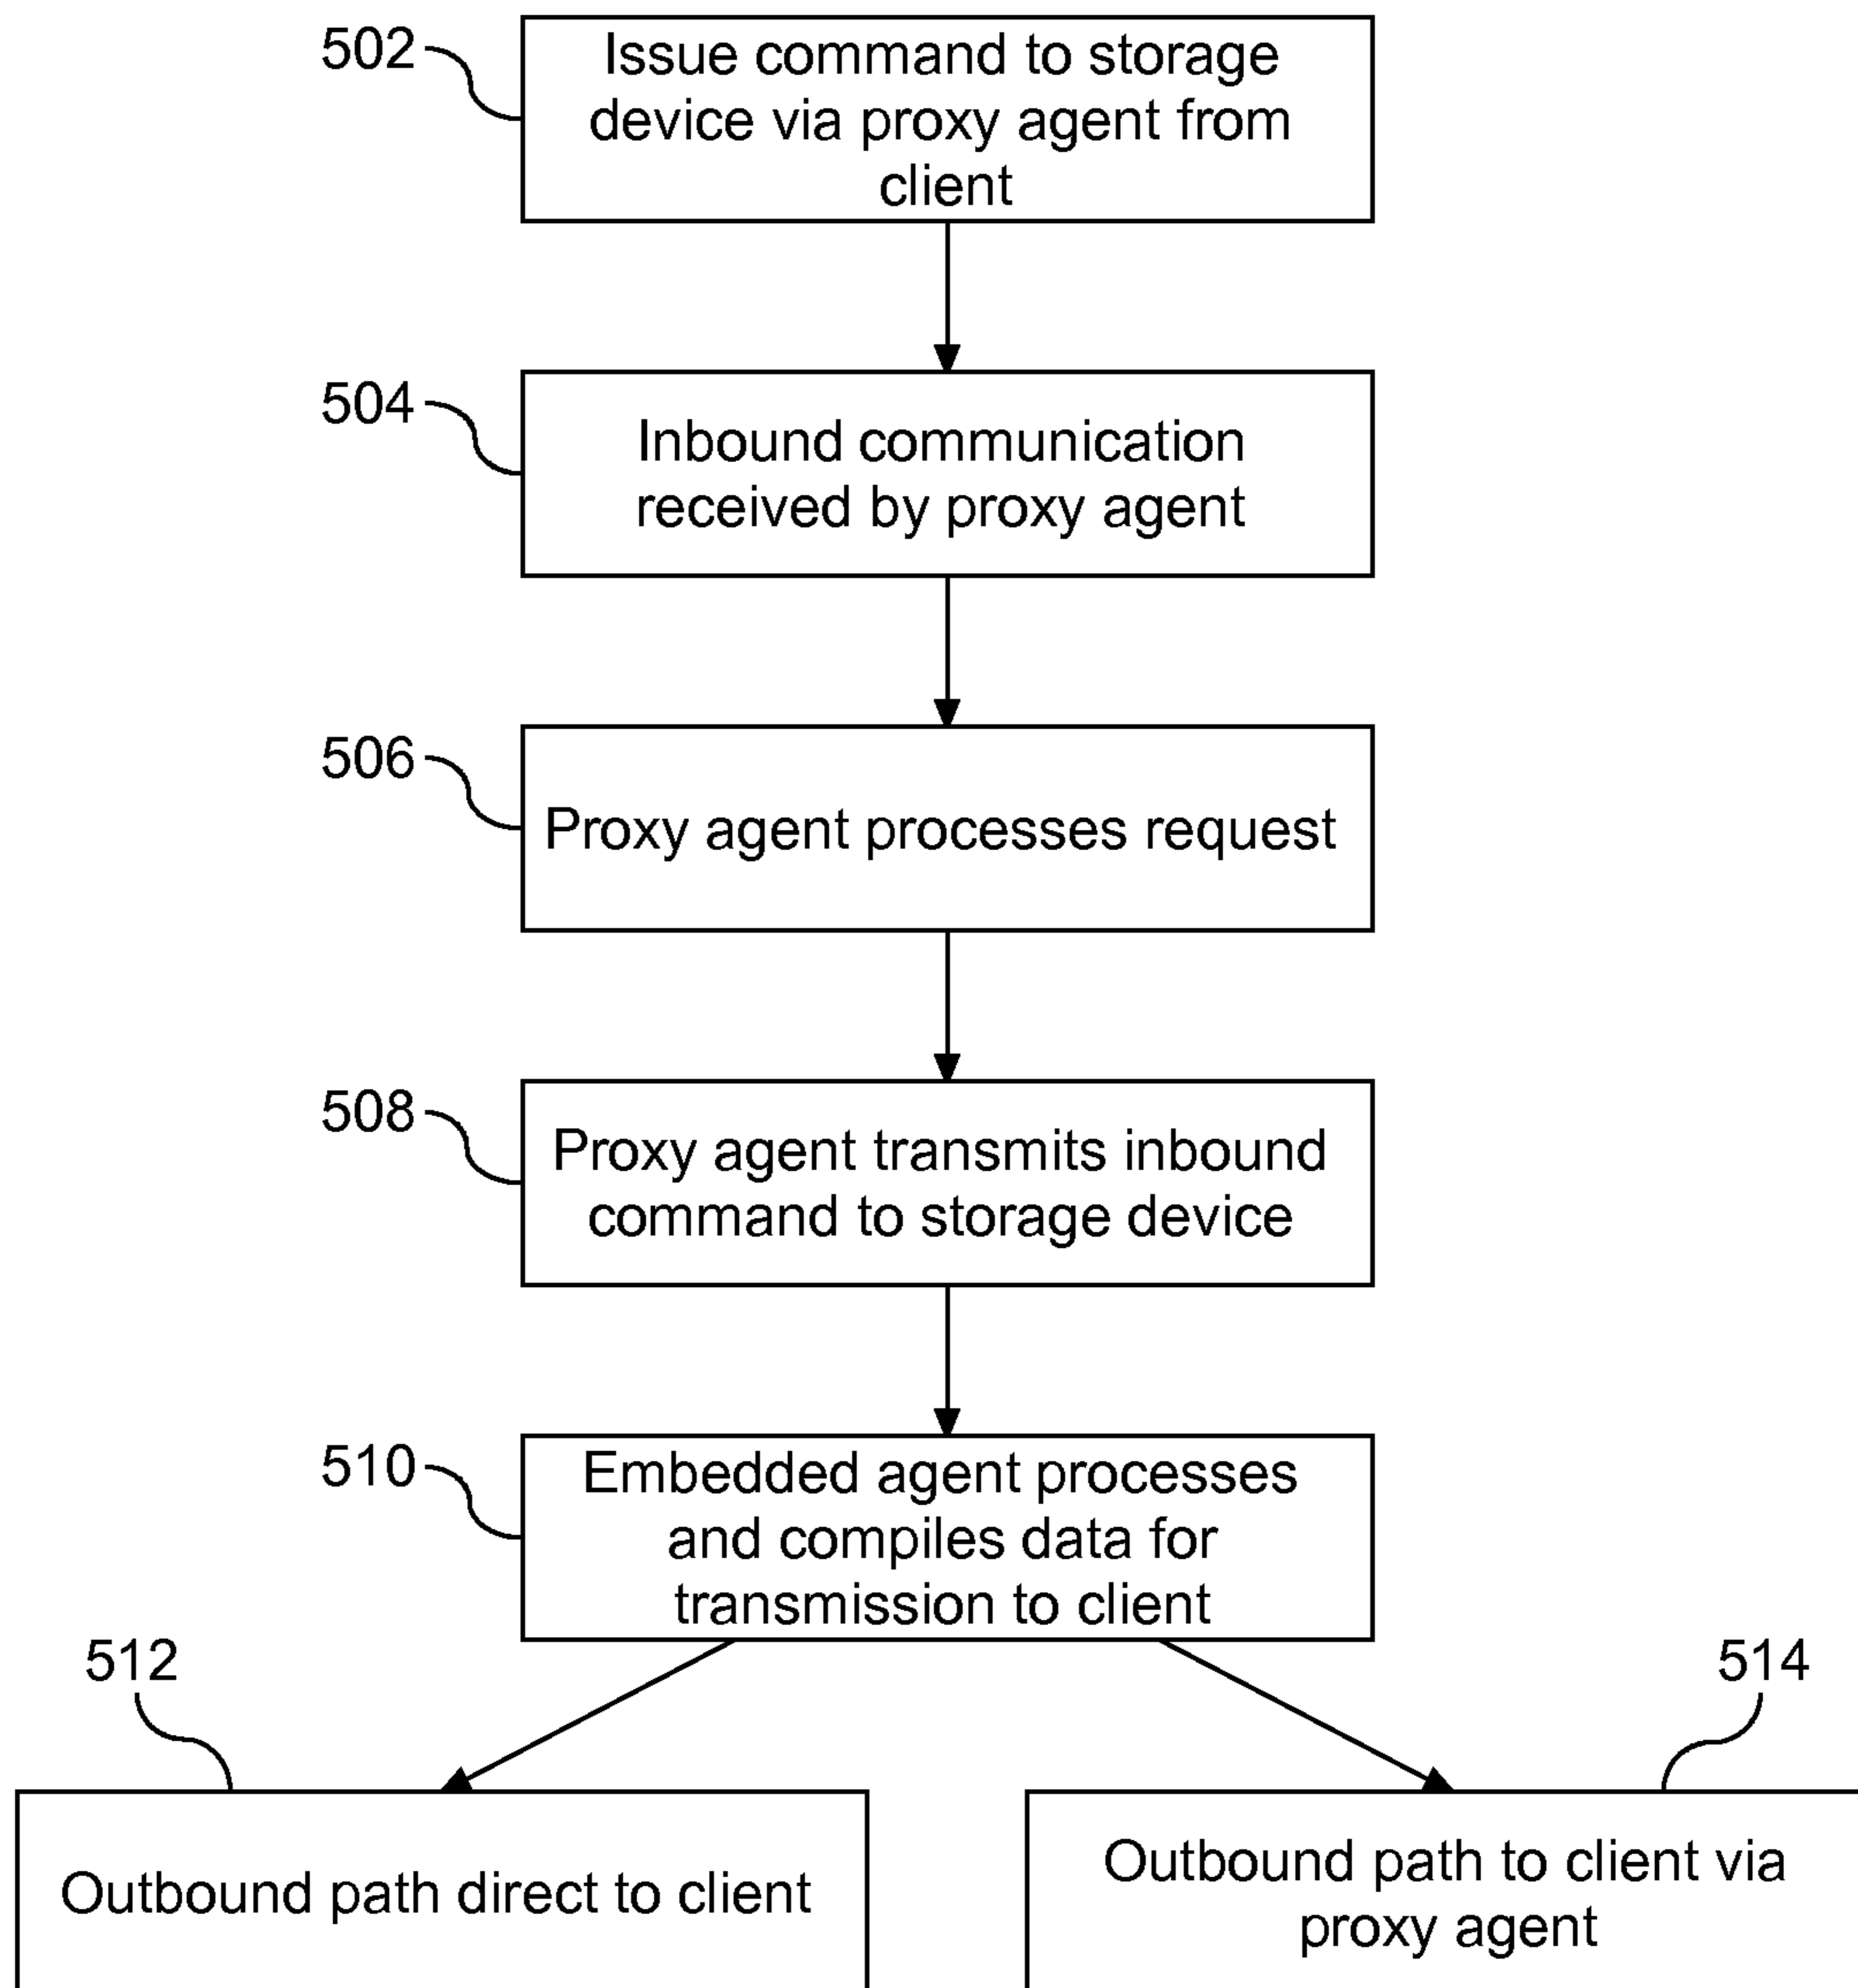 502
Issue command to storage
device via proxy agent from
client
504
Inbound communication
received by proxy agent
506
Proxy agent processes request
508
Proxy agent transmits inbound
command to storage device
510
Embedded agent processes
and compiles data for
transmission to client
512
514
Outbound path direct to client
Outbound path to client via
proxy agent